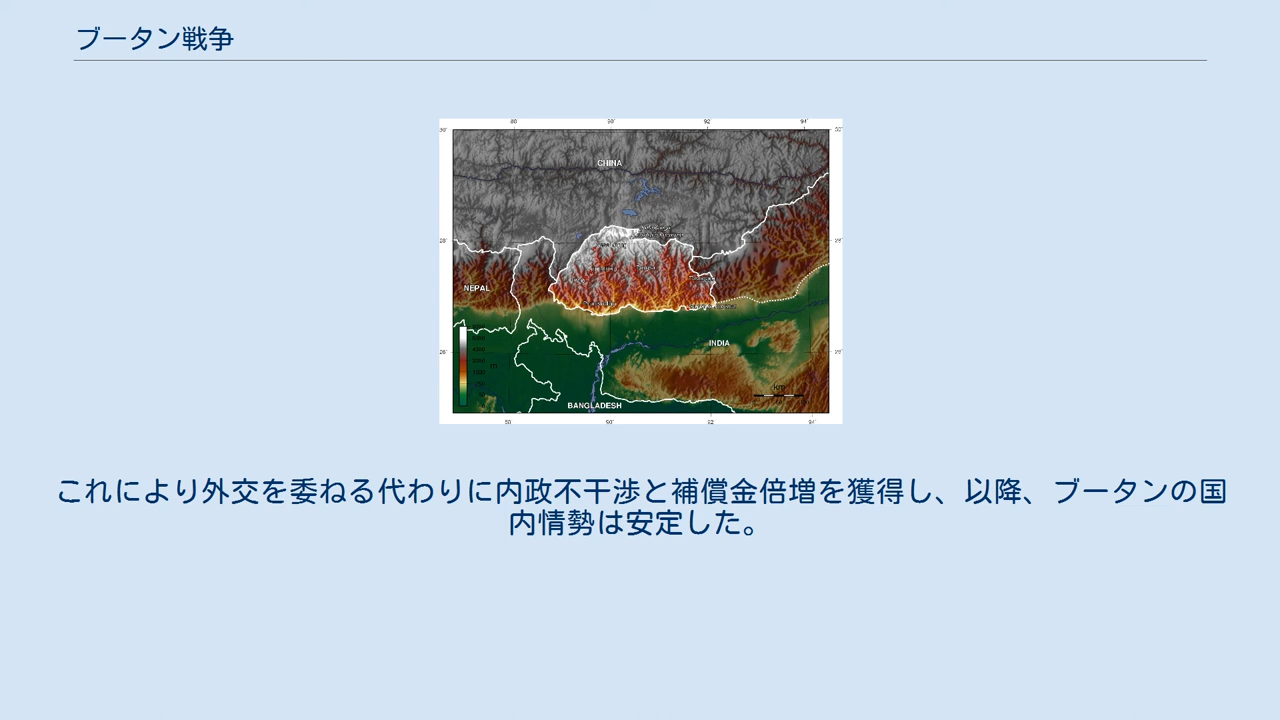 ブータン戦争
CHINA
NEPAL
INDIA
BANGLADESH
km
m
これにより外交を委ねる代わりに内政不干渉と補償金倍増を獲得し、以降、ブータンの国
内情勢は安定した。